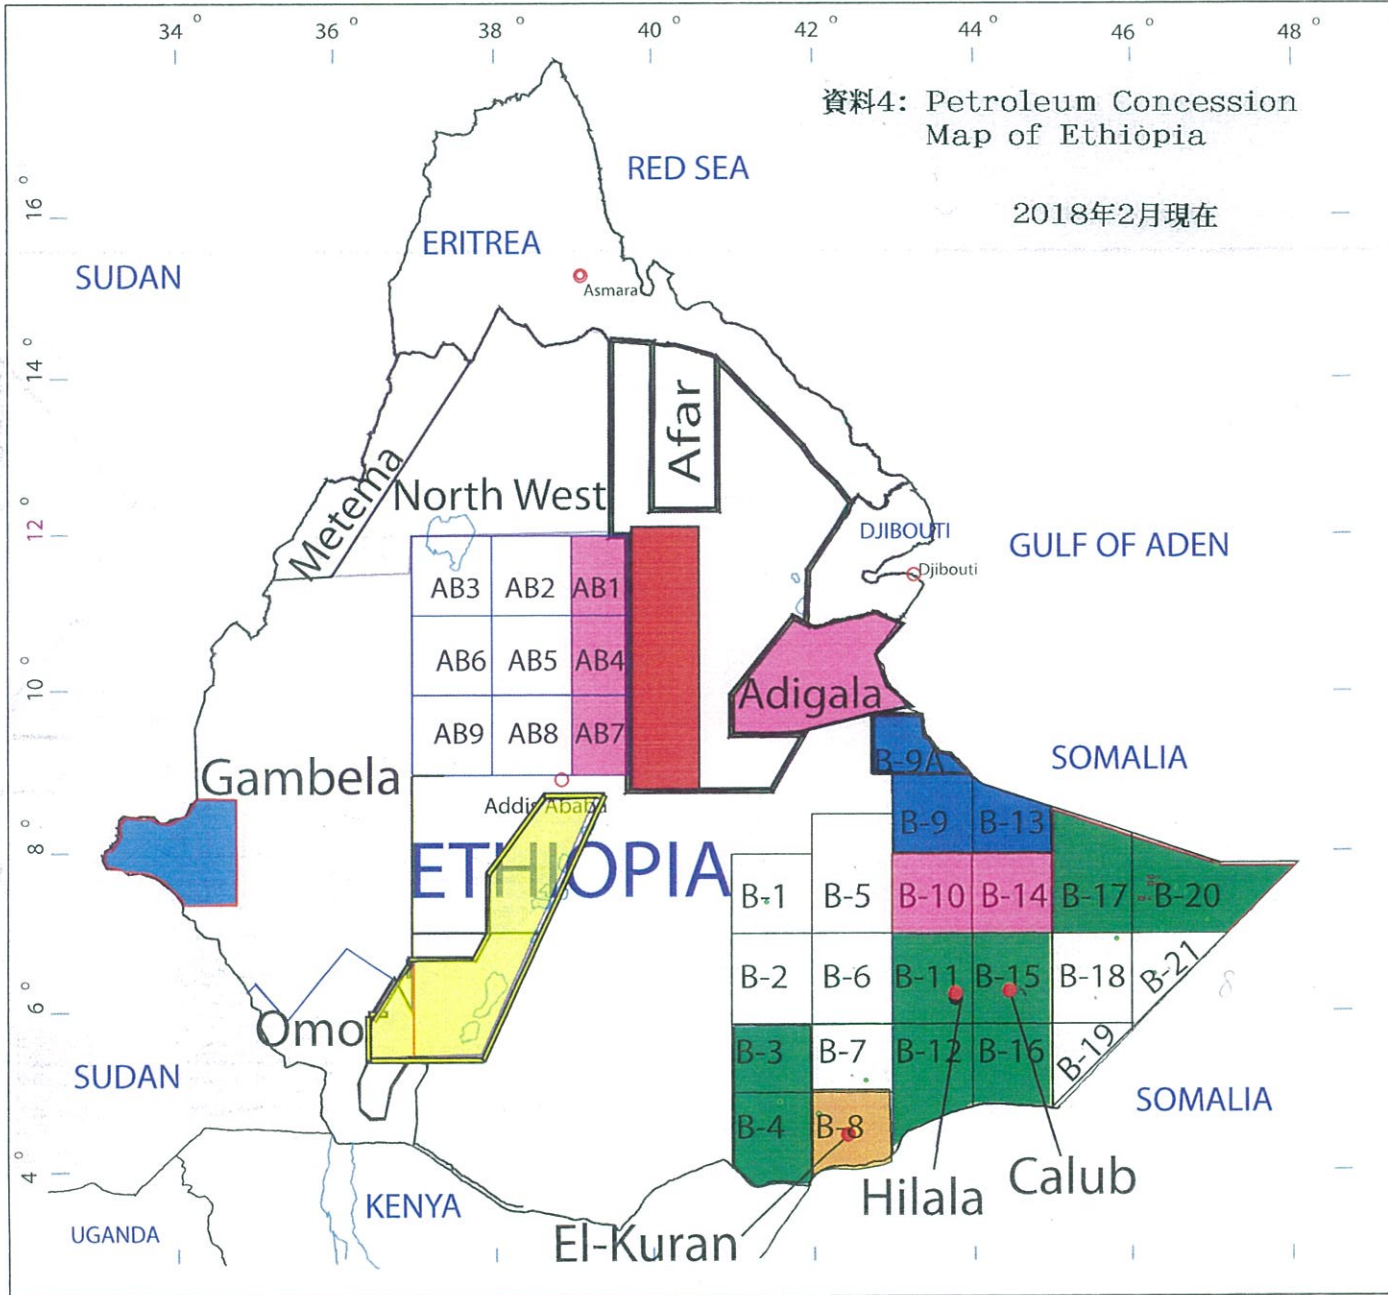 34°
36°
38°
40°
42°
44°
46°
48°
資料4: Petroleum Concession
Map of Ethiopia
2018年2月現在
RED SEA
16°
ERITREA
SUDAN
Asmara
14°
Afar
Metema
North West
12°
DJIBOUTI
GULF OF ADEN
Djibouti
AB3
AB2
AB1
AB6
AB5
AB4
10°
Adigala
AB9
AB8
AB7
B-9A
SOMALIA
Gambela
Addis Ababa
B-9
B-13
8°
ETHIOPIA
B-1
B-5
B-10
B-14
B-17
B-20
B-2
B-6
B-11
B-15
B-18
B-21
6°
Omo
B-3
B-7
B-12
B-16
B-19
SUDAN
SOMALIA
B-4
B-8
4°
Calub
Hilala
KENYA
UGANDA
El-Kuran